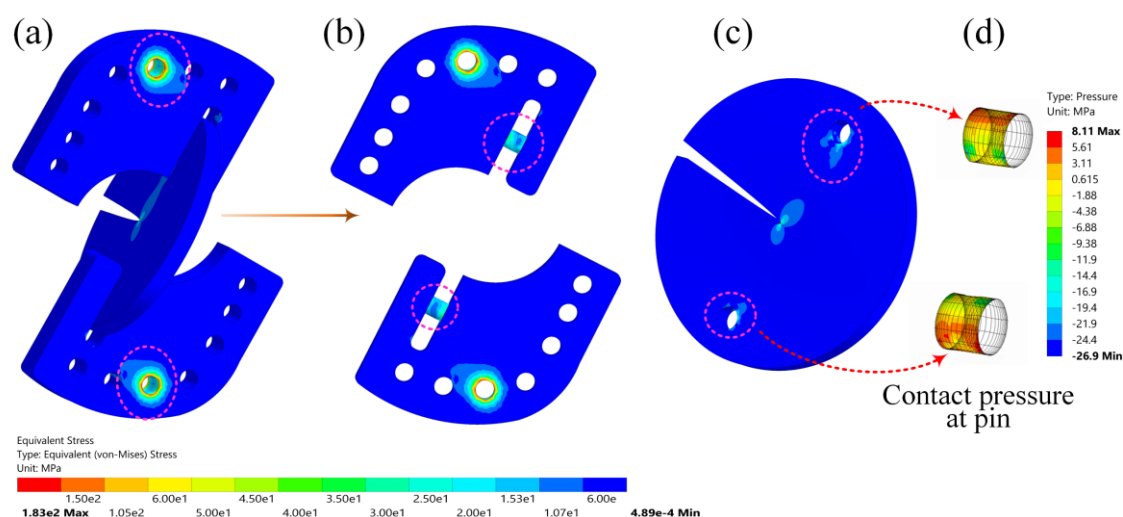 (a)
(b)
(c)
(d)
Type: Pressure
Unit: MPa
8.11 Max
5.61
3.11
0.615
-1.88
-4.38
-6.88
-9.38
-11.9
-14.4
-16.9
-19.4
-21.9
-24.4
-26.9 Min
Contact pressure
at pin
Equivalent Stress
Type: Equivalent (von-Mises) Stress
Unit: MPa
1.50e2 6.00e1 4.50e1 3.50e1 2.50e1 1.53e1 6.00e
1.83e2 Max 1.05e2 5.00e1 4.00e1 3.00e1 2.00e1 1.07e1 4.89e-4 Min